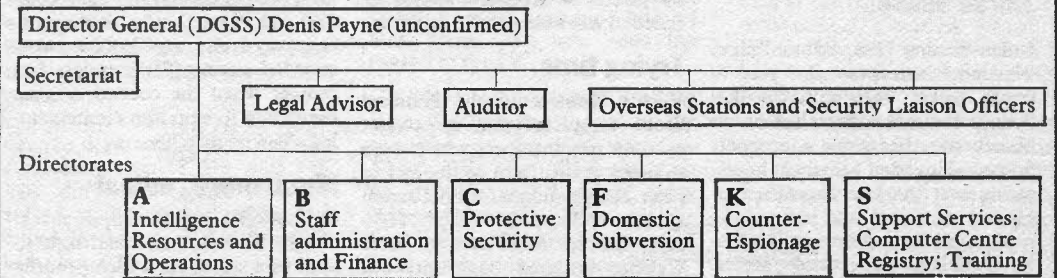 Director General (DGSS) Denis Payne (unconfirmed)
Secretariat
Legal Advisor
Auditor
Overseas Stations and Security Liaison Officers
Directorates
A
Intelligence
Resources and
Operations
B
Staff
administration
and Finance
C
Protective
Security
F
Domestic
Subversion
K
Counter-
Espionage
S
Support Services:
Computer Centre
Registry; Training